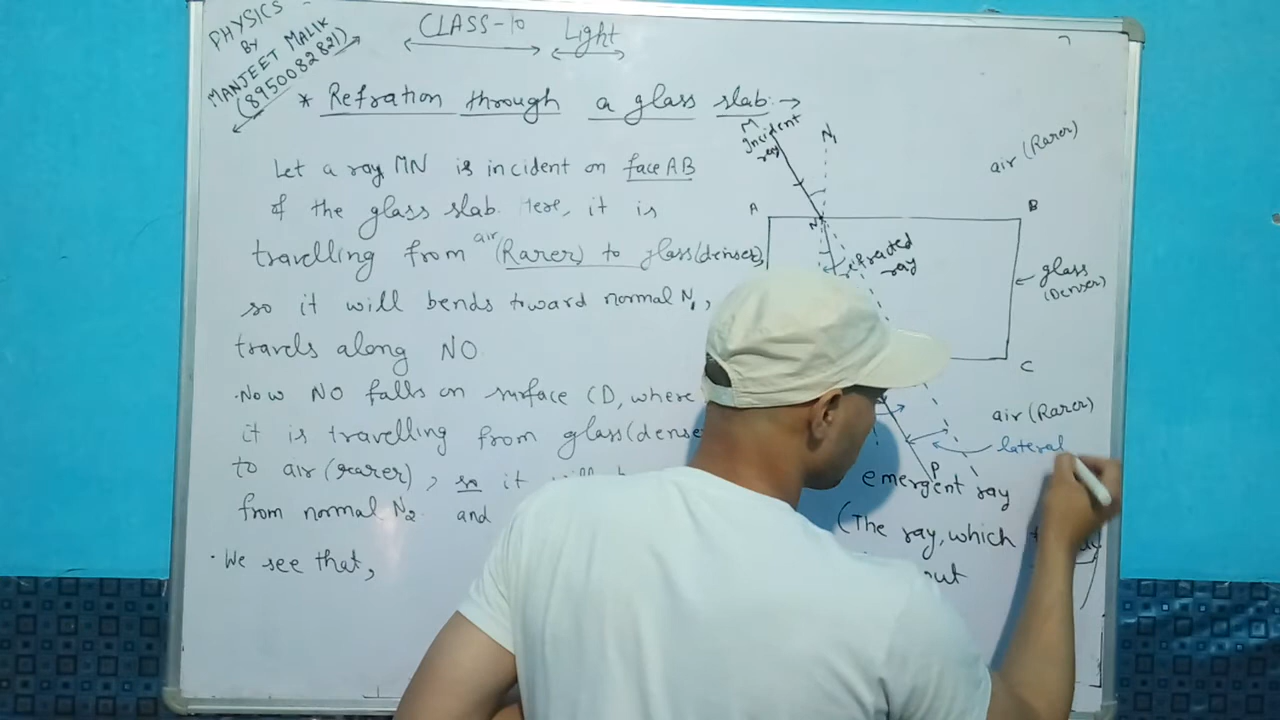 PHYSICS
BY
MANJEET MALIK
(8950082821)
CLASS-10 Light
* Refration through a glass slab. →
Let a ray MN is incident on face AB
of the glass slab. Here, it is
travelling from air (Rarer) to glass (denser)
so it will bends toward normal N1,
travels along NO.
· Now NO falls on surface CD, where
it is travelling from glass (dense
to air (rarer), so it will
from normal N2 and
· We see that,
M
Incident
ray
N1
air (Rarer)
A
B
N
refracted
ray
glass
(Denser)
C
air (Rarer)
lateral
P
emergent ray
(The ray, which
out